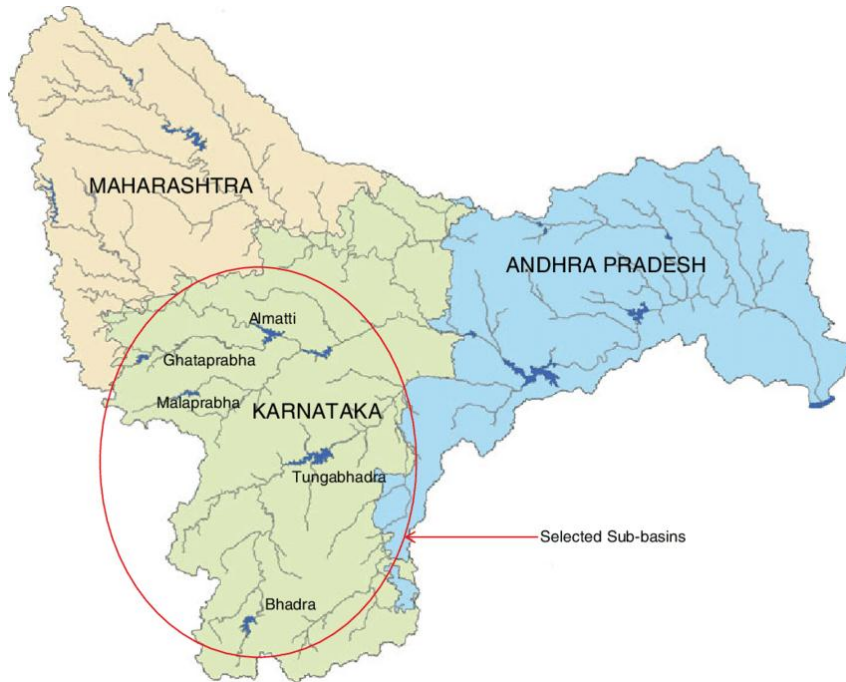 MAHARASHTRA
ANDHRA PRADESH
Almatti
Ghataprabha
Malaprabha
KARNATAKA
Tungabhadra
Selected Sub-basins
Bhadra